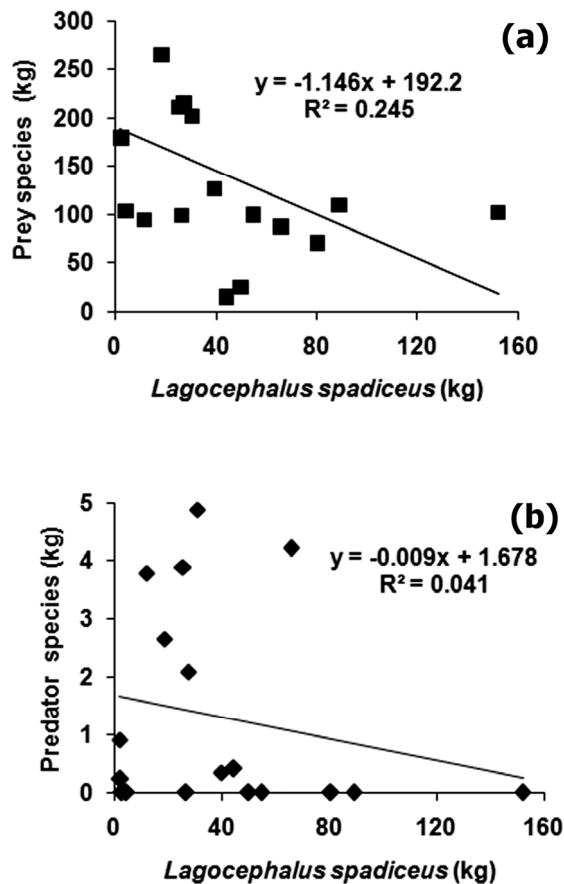 (a)
y = -1.146x + 192.2
R² = 0.245
Prey species (kg)
300
250
200
150
100
50
0
0 40 80 120 160
Lagocephalus spadiceus (kg)
(b)
y = -0.009x + 1.678
R² = 0.041
Predator species (kg)
5
4
3
2
1
0
0 40 80 120 160
Lagocephalus spadiceus (kg)